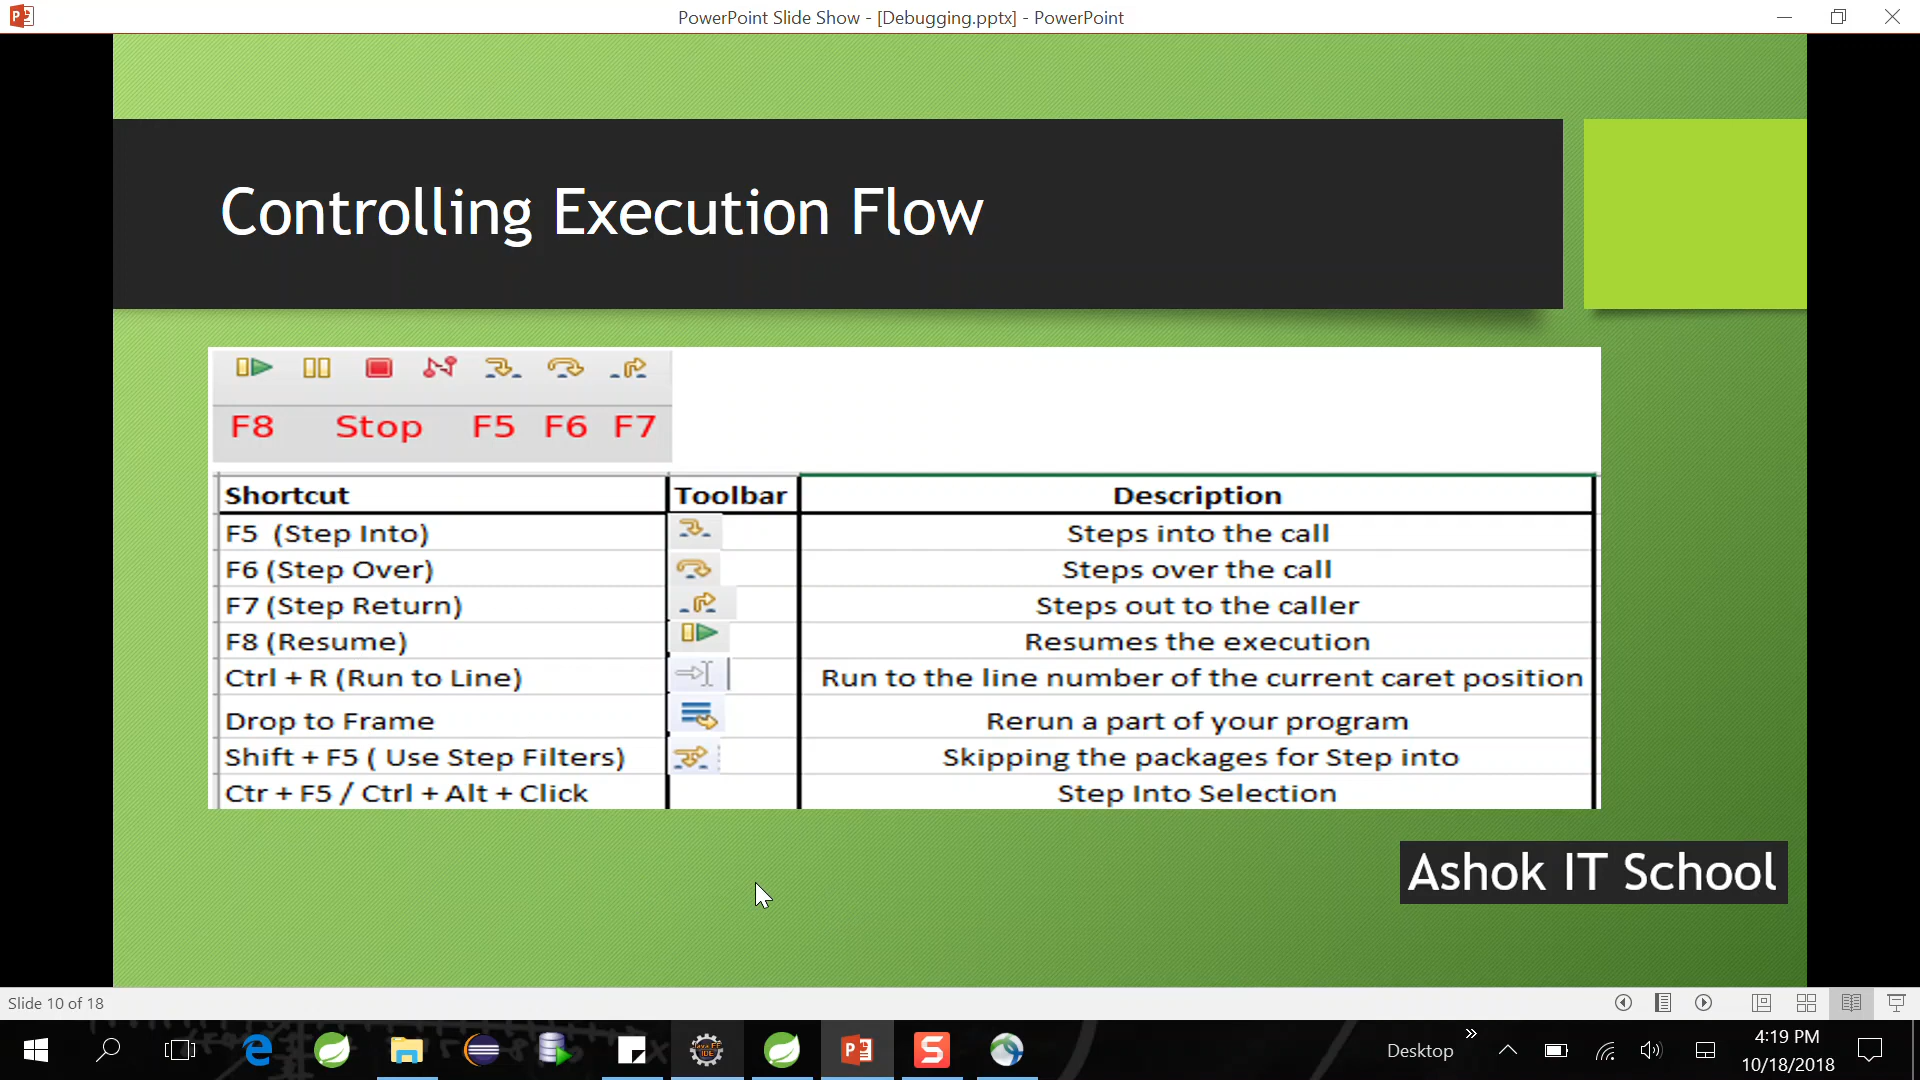 PowerPoint Slide Show - [Debugging.pptx] - PowerPoint
Controlling Execution Flow
F8 Stop F5 F6 F7
Shortcut Toolbar Description
F5 (Step Into) Steps into the call
F6 (Step Over) Steps over the call
F7 (Step Return) Steps out to the caller
F8 (Resume) Resumes the execution
Ctrl + R (Run to Line) Run to the line number of the current caret position
Drop to Frame Rerun a part of your program
Shift + F5 ( Use Step Filters) Skipping the packages for Step into
Ctr + F5 / Ctrl + Alt + Click Step Into Selection
Ashok IT School
Slide 10 of 18
Desktop
4:19 PM
10/18/2018